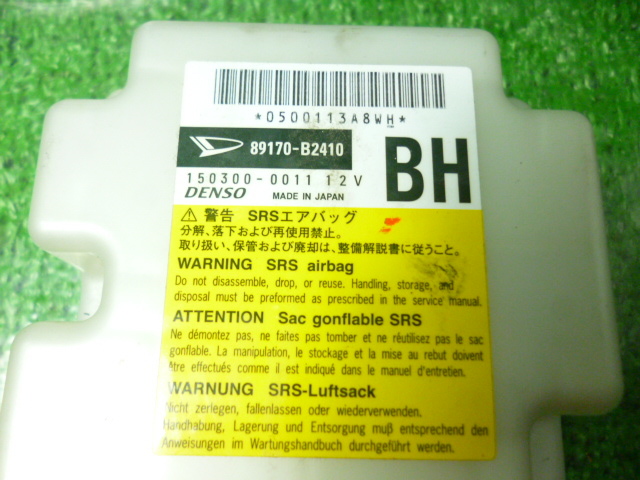 *0500113A8WH*
89170-B2410
BH
150300-0011 12V
DENSO MADE IN JAPAN
警告 SRSエアバッグ
分解、落下および再使用禁止。
取り扱い、保管および廃却は、整備解説書に従うこと。
WARNING SRS airbag
Do not disassemble, drop, or reuse. Handling, storage, and
disposal must be preformed as prescribed in the service manual.
ATTENTION Sac gonflable SRS
Ne démontez pas, ne faites pas tomber et ne réutilisez pas le sac
gonflable. La manipulation, le stockage et la mise au rebut doivent
être effectués comme il est indiqué dans le manuel d'entretien.
WARNUNG SRS-Luftsack
Nicht zerlegen, fallenlassen oder wiederverwenden.
Handhabung, Lagerung und Entsorgung muß entsprechend den
Anweisungen im Wartungshandbuch durchgeführt werden.